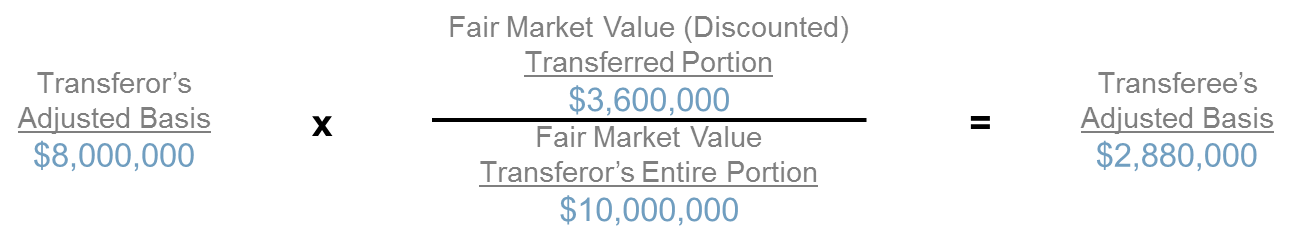 Transferor's
Adjusted Basis
$8,000,000
x
Fair Market Value (Discounted)
Transferred Portion
$3,600,000
Fair Market Value
Transferor's Entire Portion
$10,000,000
=
Transferee's
Adjusted Basis
$2,880,000